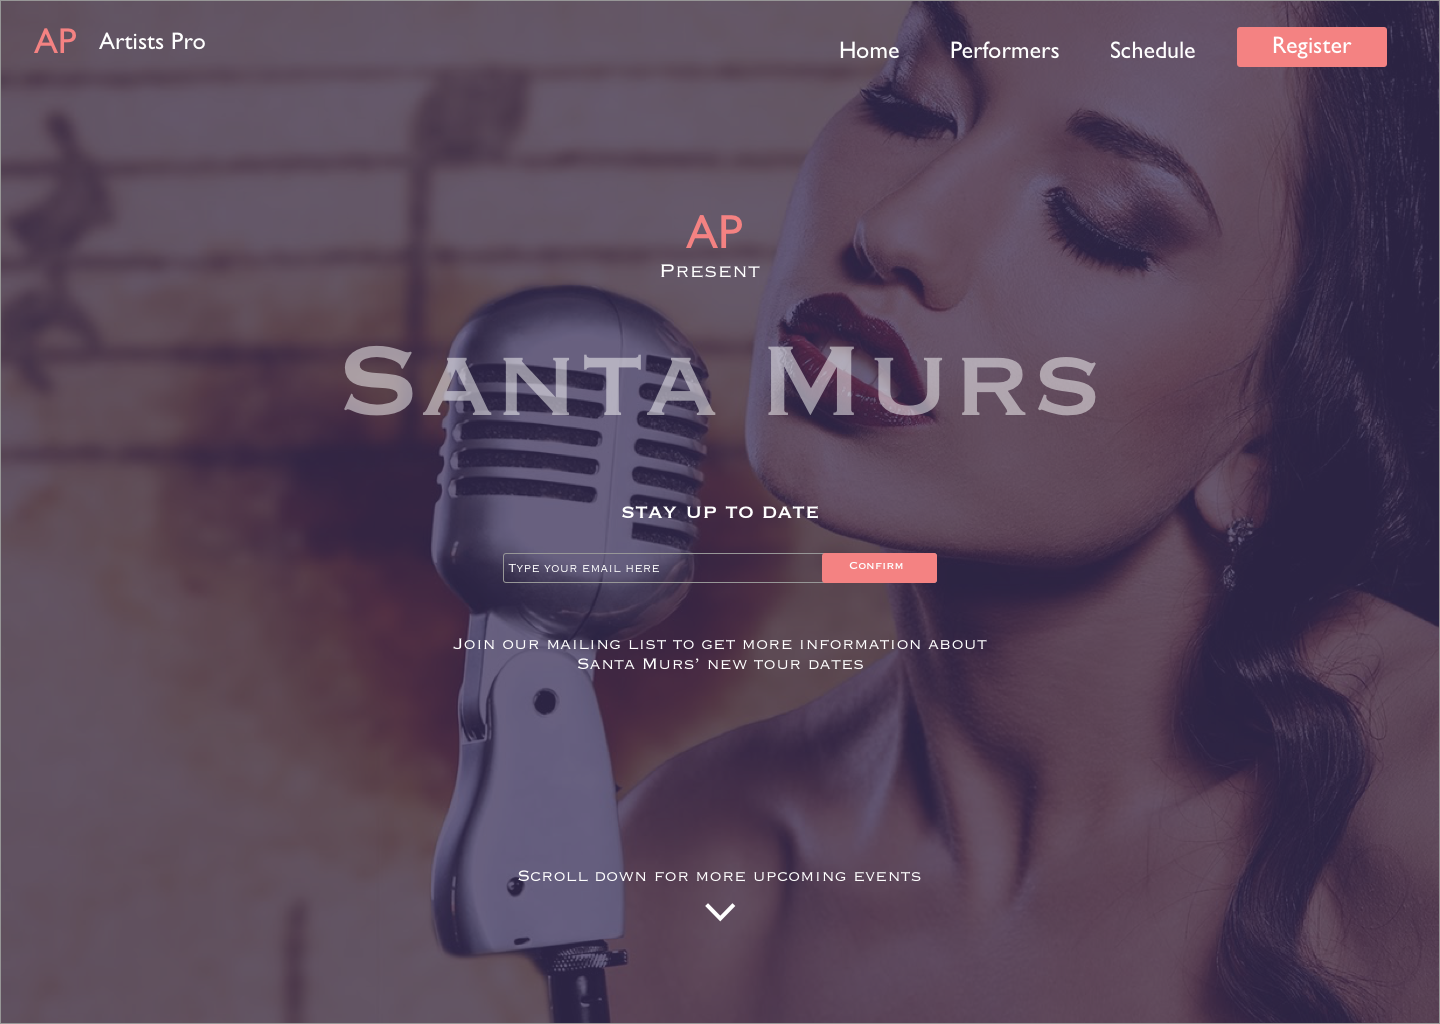 AP Artists Pro
Home Performers Schedule Register
AP
Present
Santa Murs
STAY UP TO DATE
Type your email here Confirm
Join our mailing list to get more information about
Santa Murs’ new tour dates
Scroll down for more upcoming events